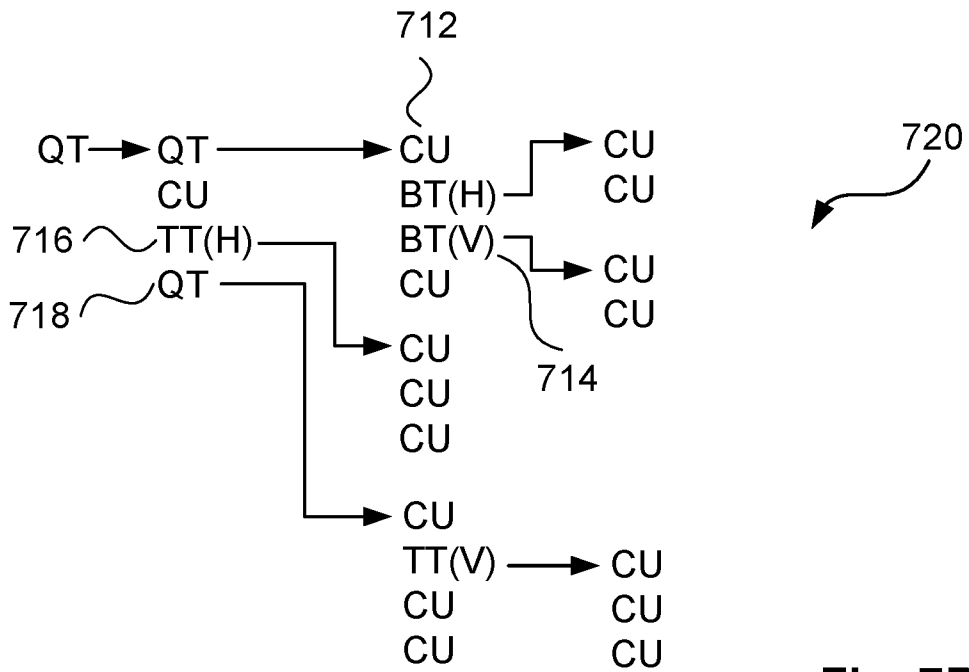 712
QT QT CU CU 720
CU BT(H) CU
716 TT(H) BT(V) CU
718 QT CU CU
714
CU
CU
CU
CU
TT(V) CU
CU CU
CU CU